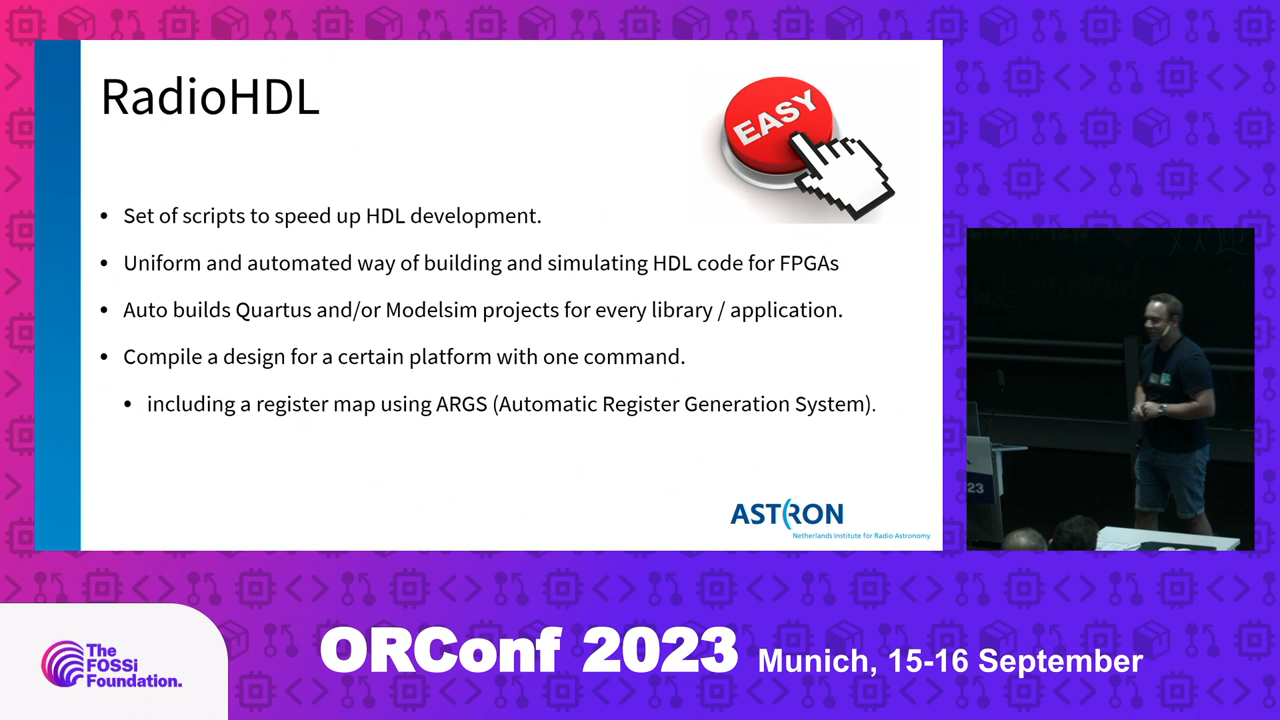 RadioHDL
EASY
• Set of scripts to speed up HDL development.
• Uniform and automated way of building and simulating HDL code for FPGAs
• Auto builds Quartus and/or Modelsim projects for every library / application.
• Compile a design for a certain platform with one command.
• including a register map using ARGS (Automatic Register Generation System).
ASTRON
Netherlands Institute for Radio Astronomy
23
The
FOSSi
Foundation.
ORConf 2023 Munich, 15-16 September